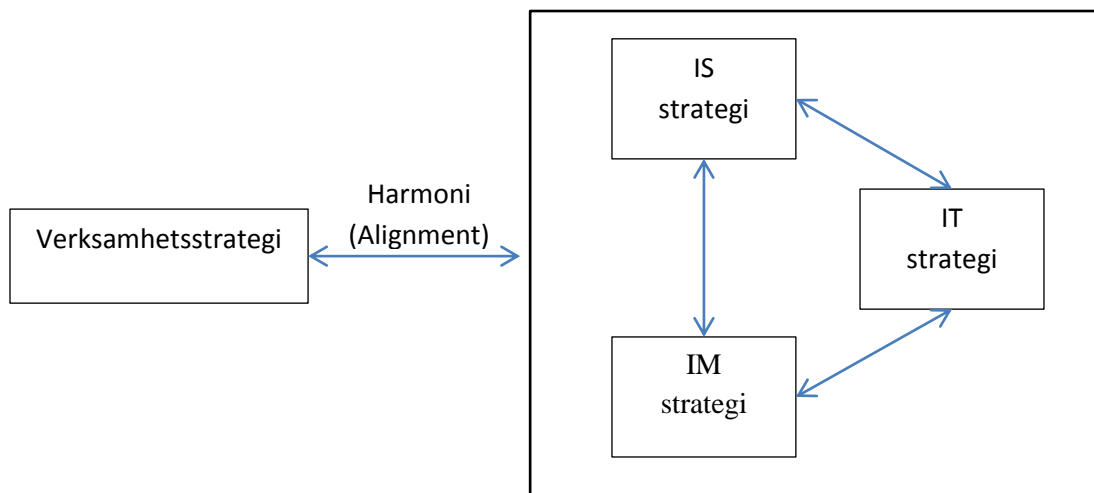 IS
strategi
Harmoni
(Alignment)
Verksamhetsstrategi
IT
strategi
IM
strategi